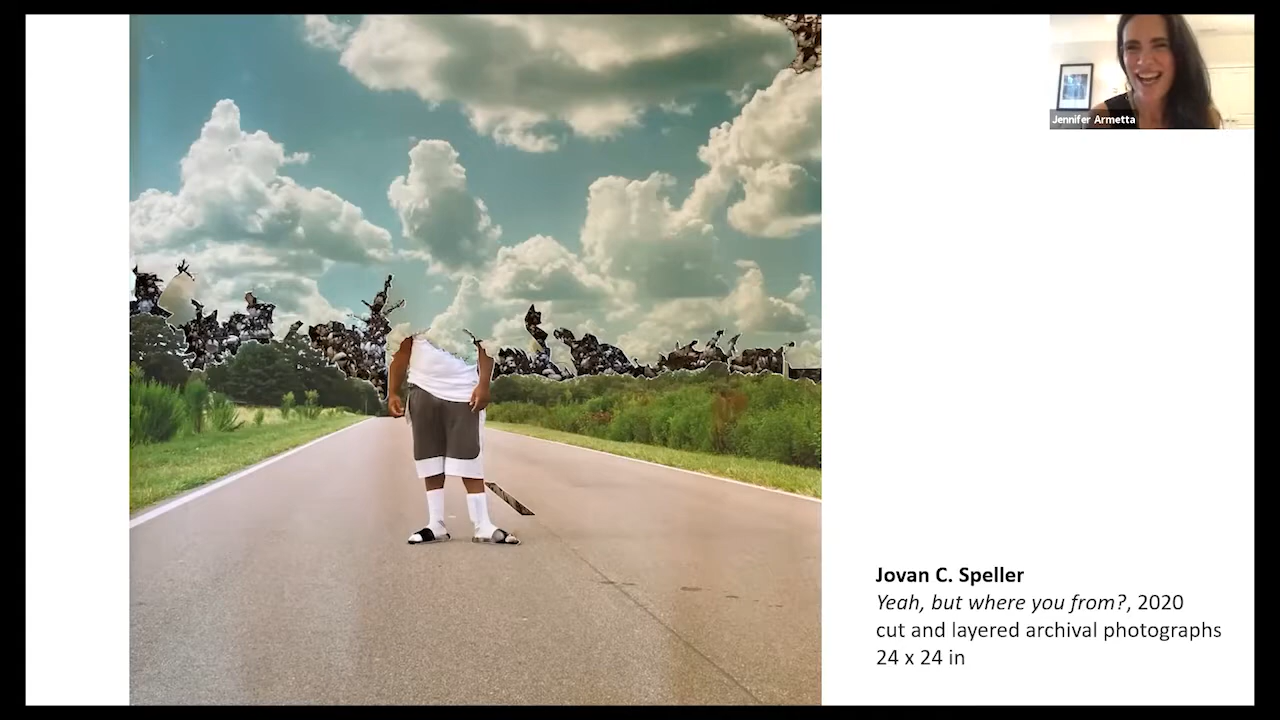 Jennifer Armetta
Jovan C. Speller
Yeah, but where you from?, 2020
cut and layered archival photographs
24 x 24 in